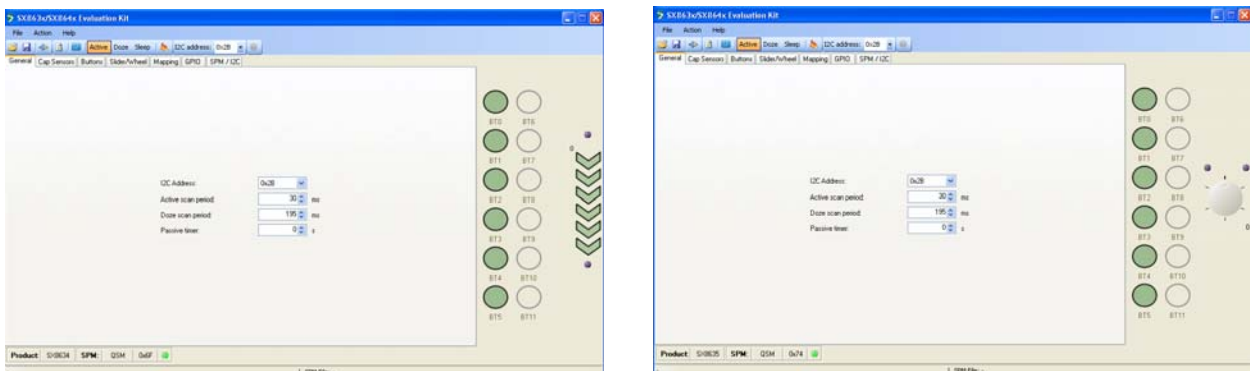 SX863x/SX864x Evaluation Kit
File Action Help
Active Doze Sleep I2C address: 0x2B
General Cap Sensors Buttons Slider/Wheel Mapping GPIO SPM / I2C
BT0 BT6
0
BT1 BT7
I2C Address: 0x2B
Active scan period: 30 ms
BT2 BT8
Doze scan period: 195 ms
Passive timer: 0 s
BT3 BT9
BT4 BT10
BT5 BT11
Product: SX8634 SPM: QSM 0x6F
SX863x/SX864x Evaluation Kit
File Action Help
Active Doze Sleep I2C address: 0x2B
General Cap Sensors Buttons Slider/Wheel Mapping GPIO SPM / I2C
BT0 BT6
BT1 BT7
I2C Address: 0x2B
Active scan period: 30 ms
BT2 BT8
Doze scan period: 195 ms
Passive timer: 0 s
0
BT3 BT9
BT4 BT10
BT5 BT11
Product: SX8635 SPM: QSM 0x74